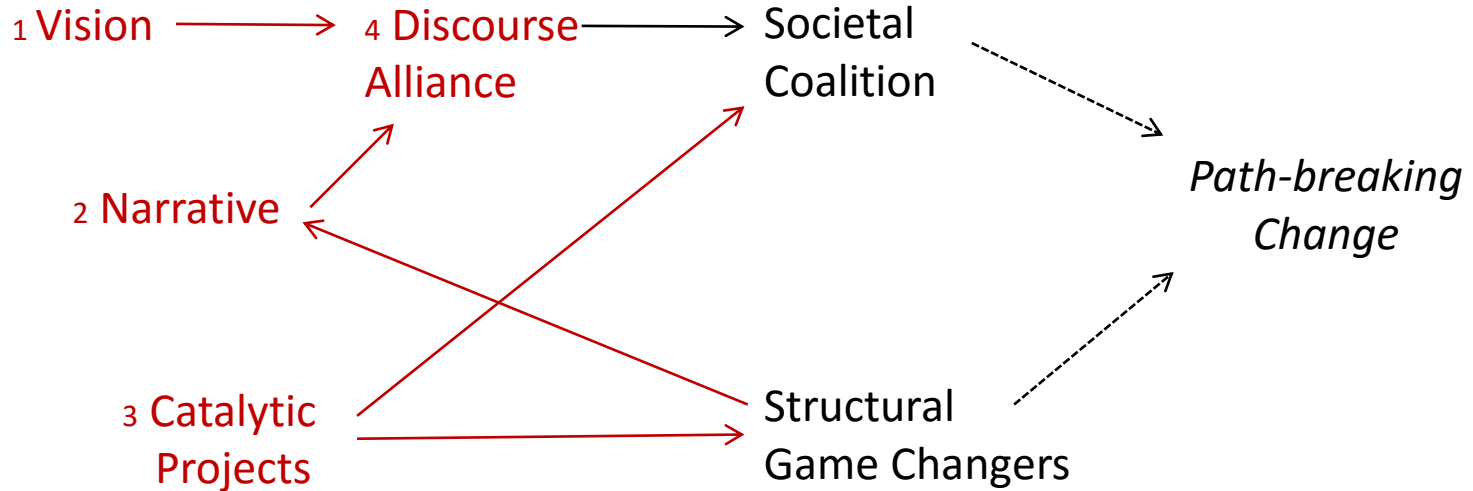 1 Vision
4 Discourse
Alliance
Societal
Coalition
Path-breaking
Change
2 Narrative
3 Catalytic
Projects
Structural
Game Changers